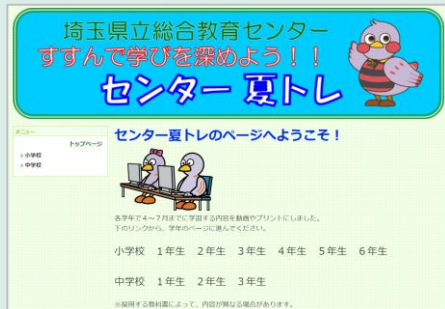 埼玉県立総合教育センター
すすんで学びを深めよう!!
センター 夏トレ
メニュー
トップページ
小学校
中学校
センター夏トレのページへようこそ!
各学年で4~7月までに学習する内容を動画やプリントにしました。
下のリンクから、学年のページに進んでください。
小学校 1年生 2年生 3年生 4年生 5年生 6年生
中学校 1年生 2年生 3年生
※採用する教科書によって、内容が異なる場合があります。